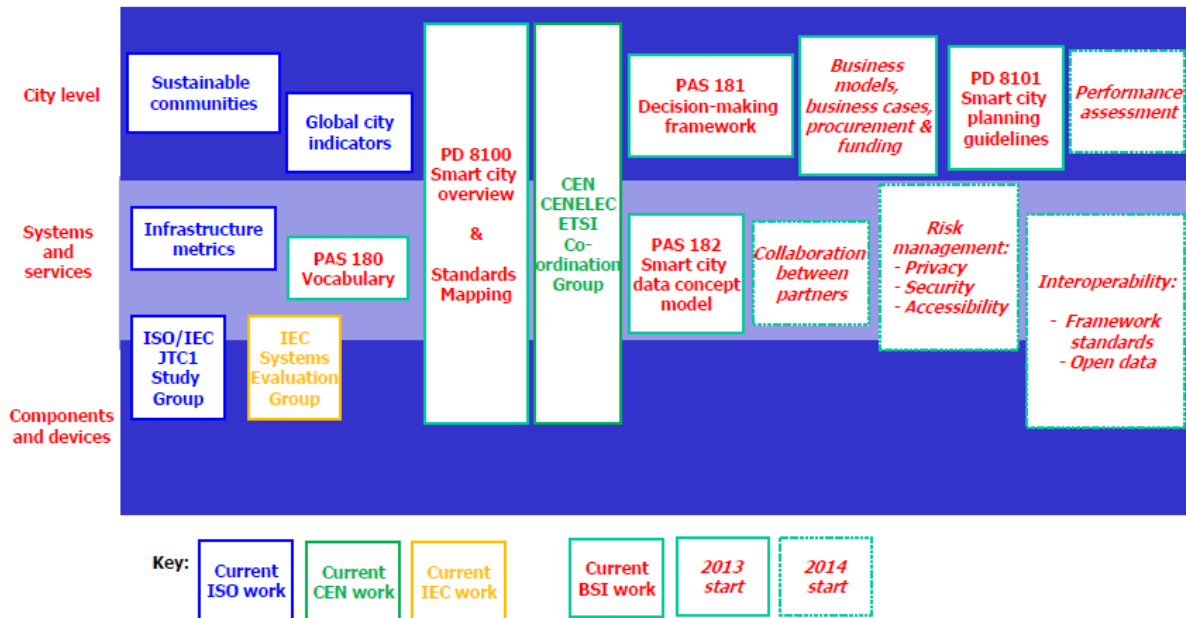 City level
Sustainable
communities
Global city
indicators
PD 8100
Smart city
overview
&
Standards
Mapping
CEN
CENELEC
ETSI
Co-
ordination
Group
PAS 181
Decision-making
framework
Business
models,
business cases,
procurement &
funding
PD 8101
Smart city
planning
guidelines
Performance
assessment
Systems
and
services
Infrastructure
metrics
PAS 180
Vocabulary
PAS 182
Smart city
data concept
model
Collaboration
between
partners
Risk
management:
- Privacy
- Security
- Accessibility
Interoperability:
- Framework
standards
- Open data
Components
and devices
ISO/IEC
JTC1
Study
Group
IEC
Systems
Evaluation
Group
Key:
Current
ISO work
Current
CEN work
Current
IEC work
Current
BSI work
2013
start
2014
start